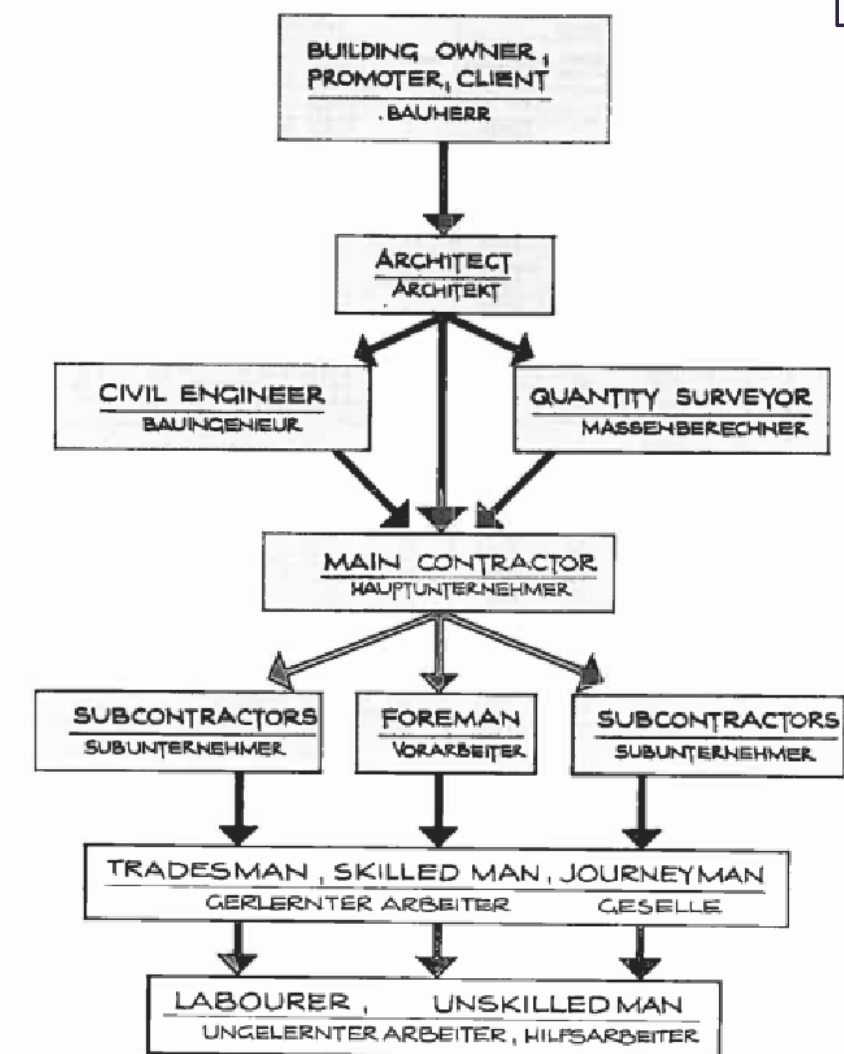 BUILDING OWNER,
PROMOTER, CLIENT
BAUHERR
ARCHITECT
ARCHITEKT
CIVIL ENGINEER
BAUINGENIEUR
QUANTITY SURVEYOR
MASSENBERECHNER
MAIN CONTRACTOR
HAUPTUNTERNEHMER
SUBCONTRACTORS
SUBUNTERNEHMER
FOREMAN
VORARBEITER
SUBCONTRACTORS
SUBUNTERNEHMER
TRADESMAN, SKILLED MAN, JOURNEYMAN
GERLERNTER ARBEITER GESELLE
LABOURER, UNSKILLED MAN
UNGELERNTER ARBEITER, HILFSARBEITER